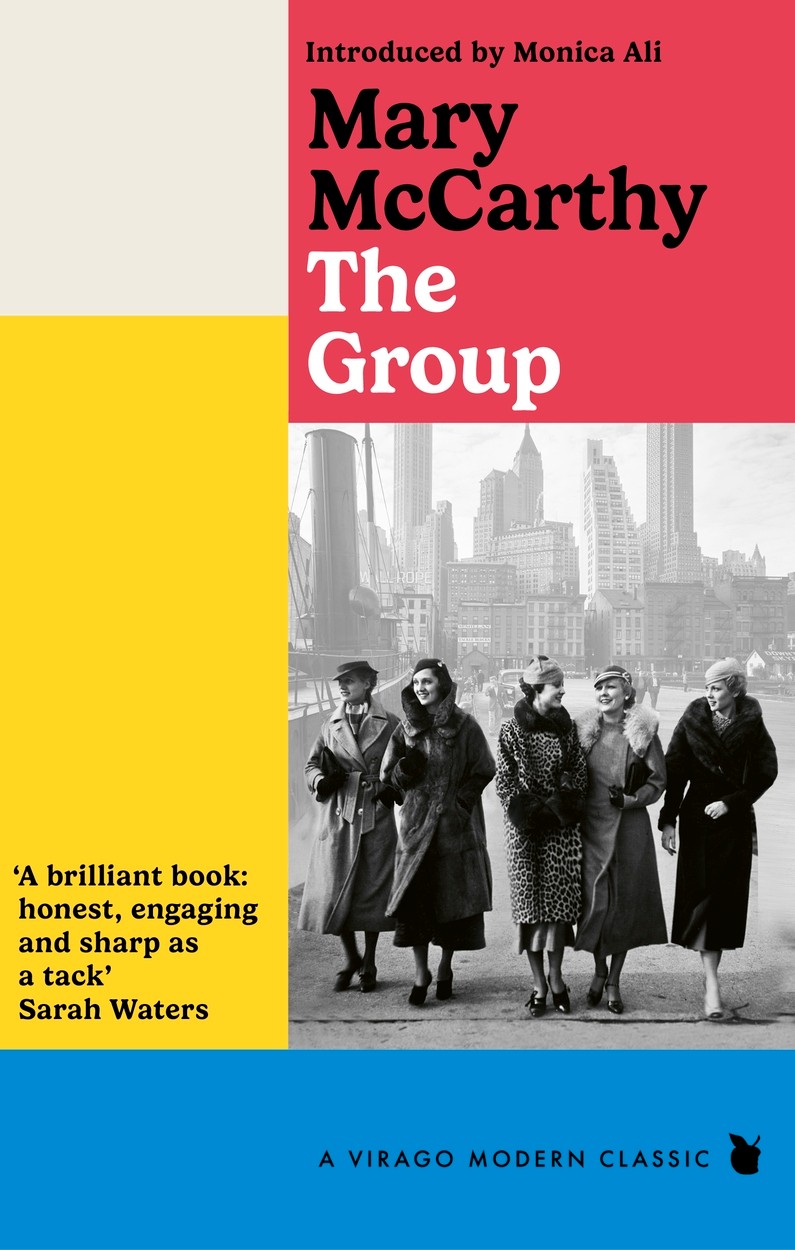 Introduced by Monica Ali
Mary
McCarthy
The
Group
‘A brilliant book:
honest, engaging
and sharp as
a tack’
Sarah Waters
A VIRAGO MODERN CLASSIC